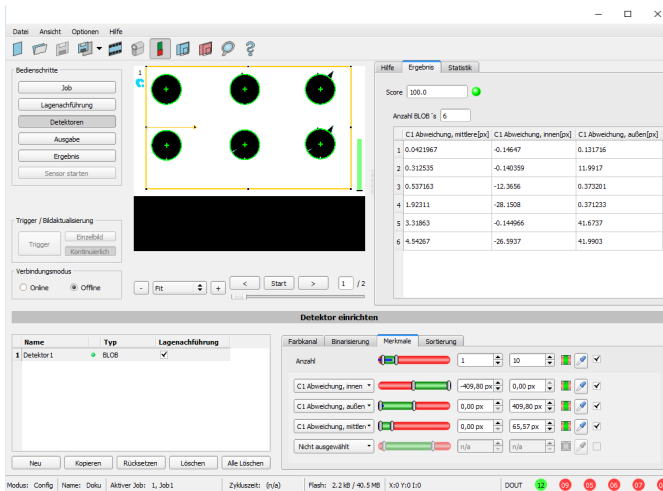 Datei Ansicht Optionen Hilfe
Bedienschritte
Job
Lagenachführung
Detektoren
Ausgabe
Ergebnis
Sensor starten
Trigger / Bildaktualisierung
Trigger
Einzelbild
Kontinuierlich
Verbindungsmodus
Online Offline
1
- Fit + < Start > 1 / 2
Hilfe Ergebnis Statistik
Score 100.0
Anzahl BLOB´s 6
C1 Abweichung, mittlere[px] C1 Abweichung, innen[px] C1 Abweichung, außen[px]
1 0.0421967 -0.14647 0.131716
2 0.312535 -0.140359 11.9917
3 0.537163 -12.3656 0.373201
4 1.92311 -28.1508 0.371233
5 3.31863 -0.144966 41.6737
6 4.54267 -26.5937 41.9903
Detektor einrichten
Name Typ Lagenachführung
1 Detektor1 BLOB
Neu Kopieren Rücksetzen Löschen Alle Löschen
Farbkanal Binarisierung Merkmale Sortierung
Anzahl 1 10
C1 Abweichung, innen -409,80 px 0,00 px
C1 Abweichung, außen 0,00 px 409,80 px
C1 Abweichung, mittler 0,00 px 65,57 px
Nicht ausgewählt n/a n/a
Modus: Config Name: Doku Aktiver Job: 1, Job1 Zykluszeit: (n/a) Flash: 2.2 kB / 40.5 MB X:0 Y:0 I:0 DOUT 12 09 05 06 07 0